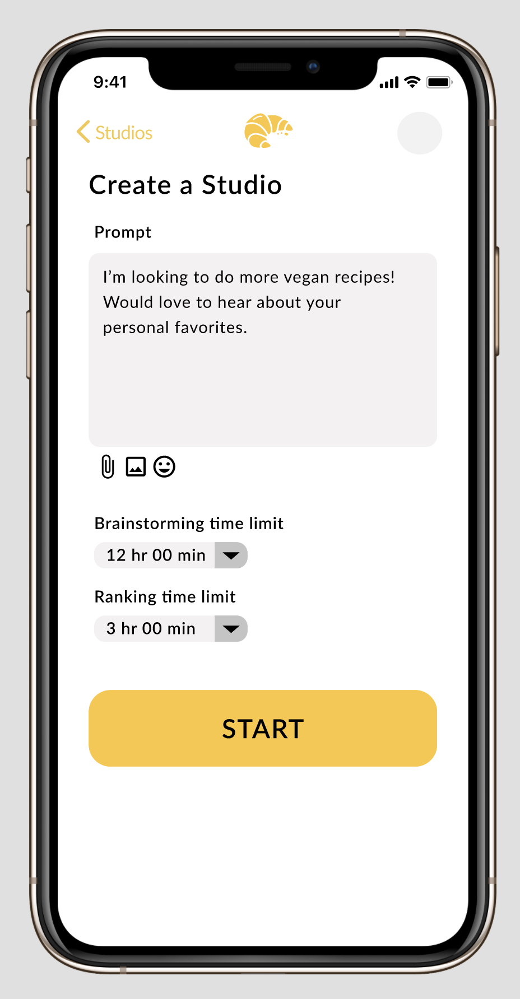 9:41
Studios
Create a Studio
Prompt
I’m looking to do more vegan recipes!
Would love to hear about your
personal favorites.
Brainstorming time limit
12 hr 00 min
Ranking time limit
3 hr 00 min
START